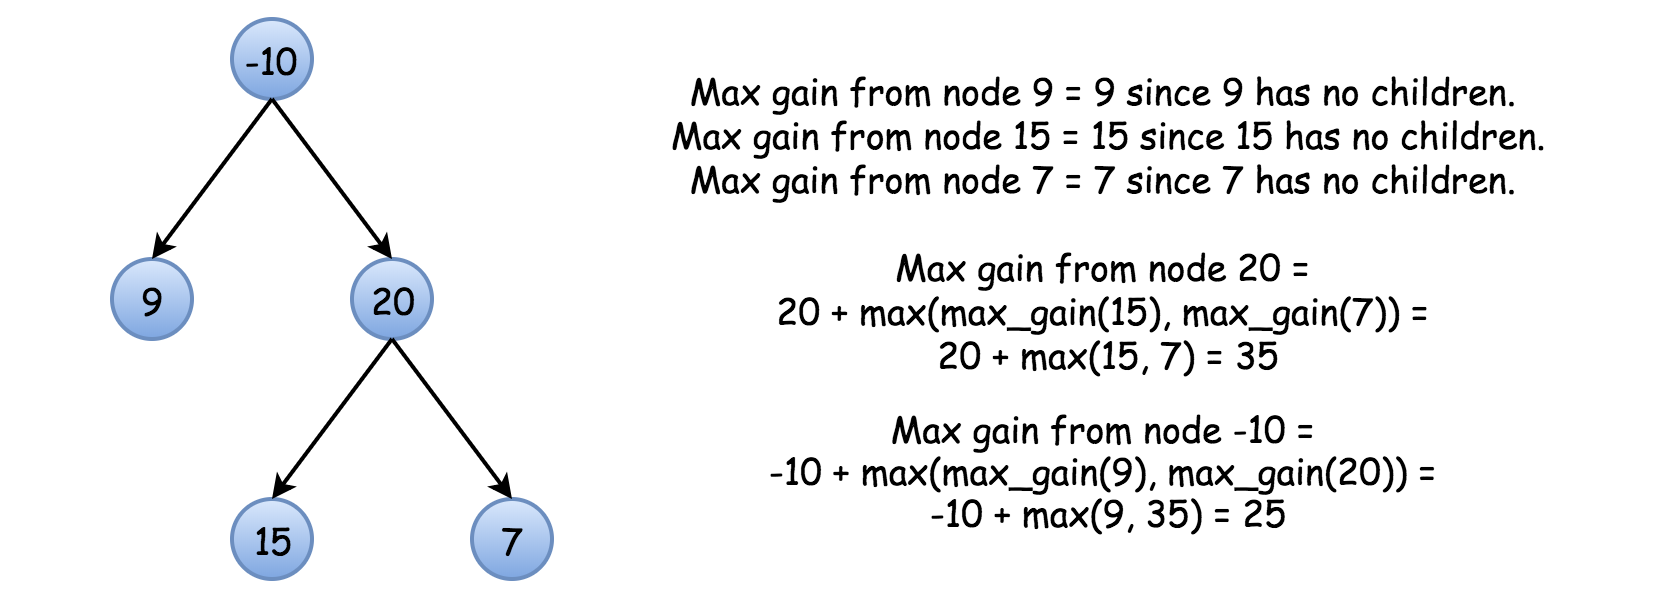 -10
9
20
15
7
Max gain from node 9 = 9 since 9 has no children.
Max gain from node 15 = 15 since 15 has no children.
Max gain from node 7 = 7 since 7 has no children.
Max gain from node 20 =
20 + max(max_gain(15), max_gain(7)) =
20 + max(15, 7) = 35
Max gain from node -10 =
-10 + max(max_gain(9), max_gain(20)) =
-10 + max(9, 35) = 25